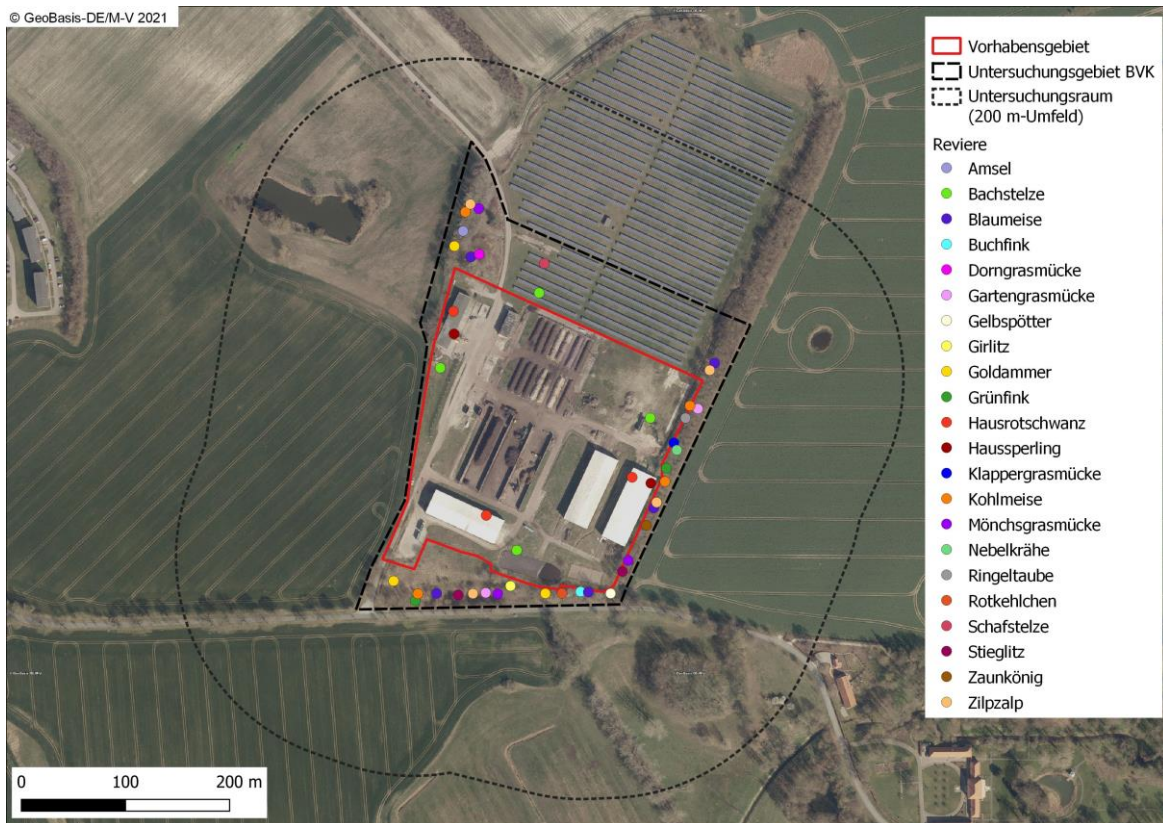 © GeoBasis-DE/M-V 2021
Vorhabensgebiet
Untersuchungsgebiet BVK
Untersuchungsraum
(200 m-Umfeld)
Reviere
Amsel
Bachstelze
Blaumeise
Buchfink
Dorngrasmücke
Gartengrasmücke
Gelbspötter
Girlitz
Goldammer
Grünfink
Hausrotschwanz
Haussperling
Klappergrasmücke
Kohlmeise
Mönchsgrasmücke
Nebelkrähe
Ringeltaube
Rotkehlchen
Schafstelze
Stieglitz
Zaunkönig
Zilpzalp
0 100 200 m